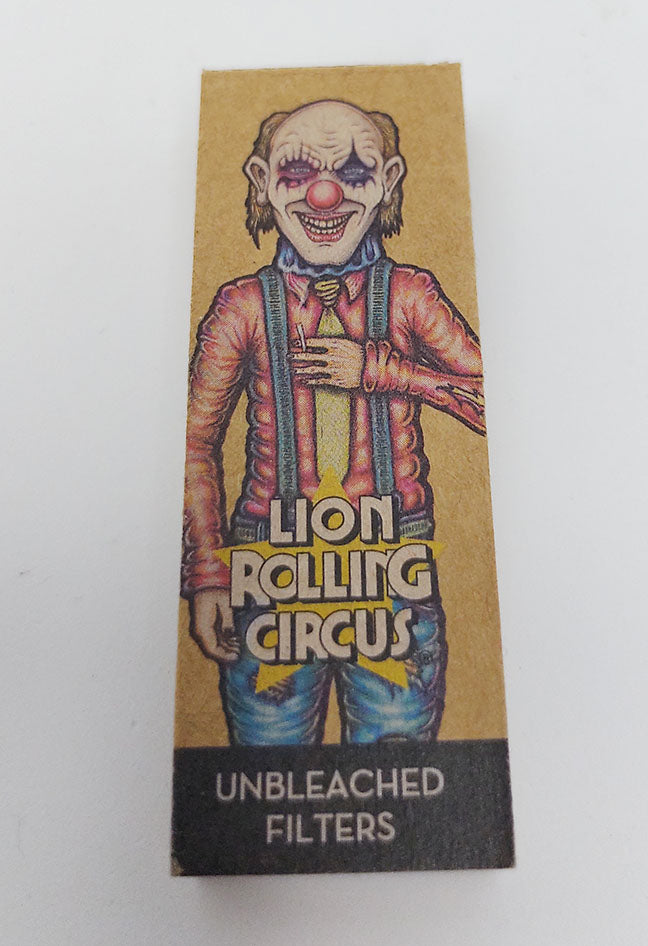 LION
ROLLING
CIRCUS
UNBLEACHED
FILTERS